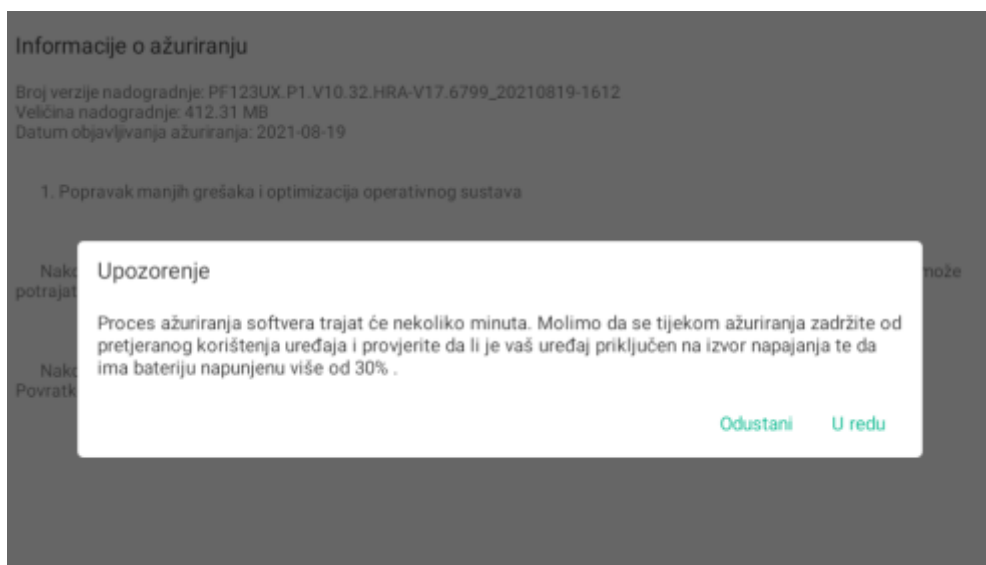 Informacije o ažuriranju
Broj verzije nadogradnje: PF123UX.P1.V10.32.HRA-V17.6799_20210819-1612
Veličina nadogradnje: 412.31 MB
Datum objavljivanja ažuriranja: 2021-08-19
1. Popravak manjih grešaka i optimizacija operativnog sustava
može
Upozorenje
Proces ažuriranja softvera trajat će nekoliko minuta. Molimo da se tijekom ažuriranja zadržite od
pretjeranog korištenja uređaja i provjerite da li je vaš uređaj priključen na izvor napajanja te da
ima bateriju napunjenu više od 30% .
Odustani U redu